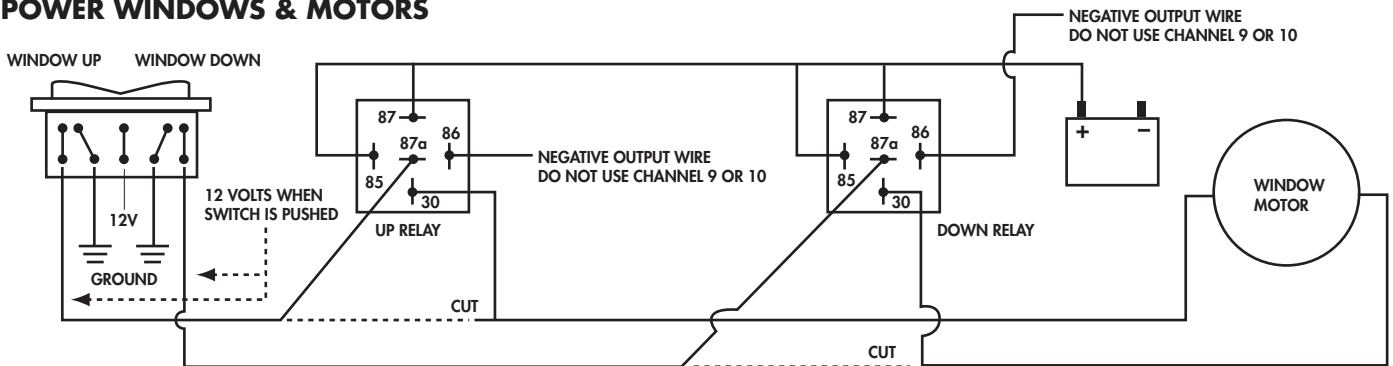 POWER WINDOWS & MOTORS
NEGATIVE OUTPUT WIRE
DO NOT USE CHANNEL 9 OR 10
WINDOW UP
WINDOW DOWN
87
86
87a
85
30
UP RELAY
NEGATIVE OUTPUT WIRE
DO NOT USE CHANNEL 9 OR 10
87
86
87a
85
30
DOWN RELAY
+
−
WINDOW
MOTOR
12 VOLTS WHEN
SWITCH IS PUSHED
12V
GROUND
CUT
CUT